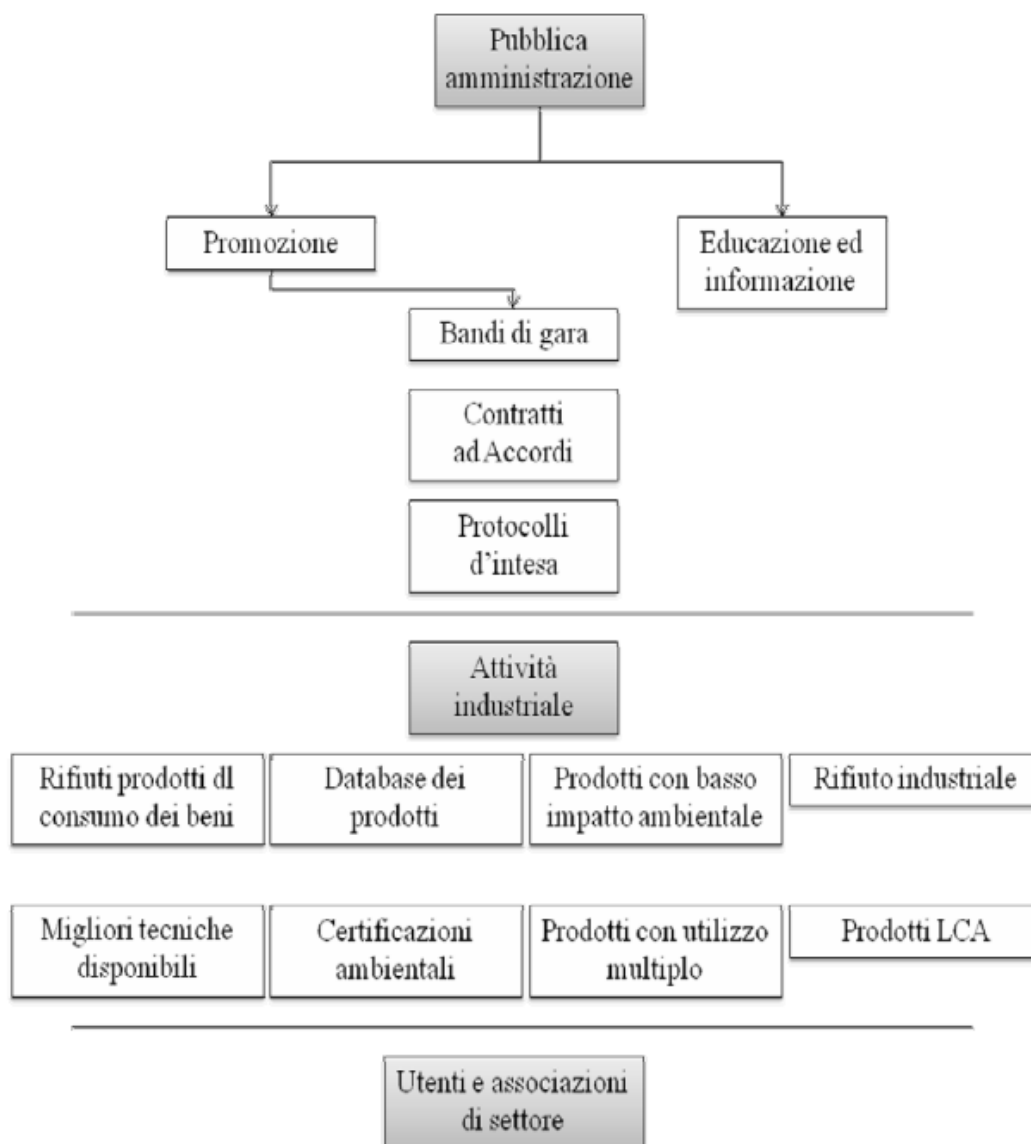 Pubblica
amministrazione
Promozione
Educazione ed
informazione
Bandi di gara
Contratti
ad Accordi
Protocolli
d'intesa
Attività
industriale
Rifiuti prodotti dl
consumo dei beni
Database dei
prodotti
Prodotti con basso
impatto ambientale
Rifiuto industriale
Migliori tecniche
disponibili
Certificazioni
ambientali
Prodotti con utilizzo
multiplo
Prodotti LCA
Utenti e associazioni
di settore